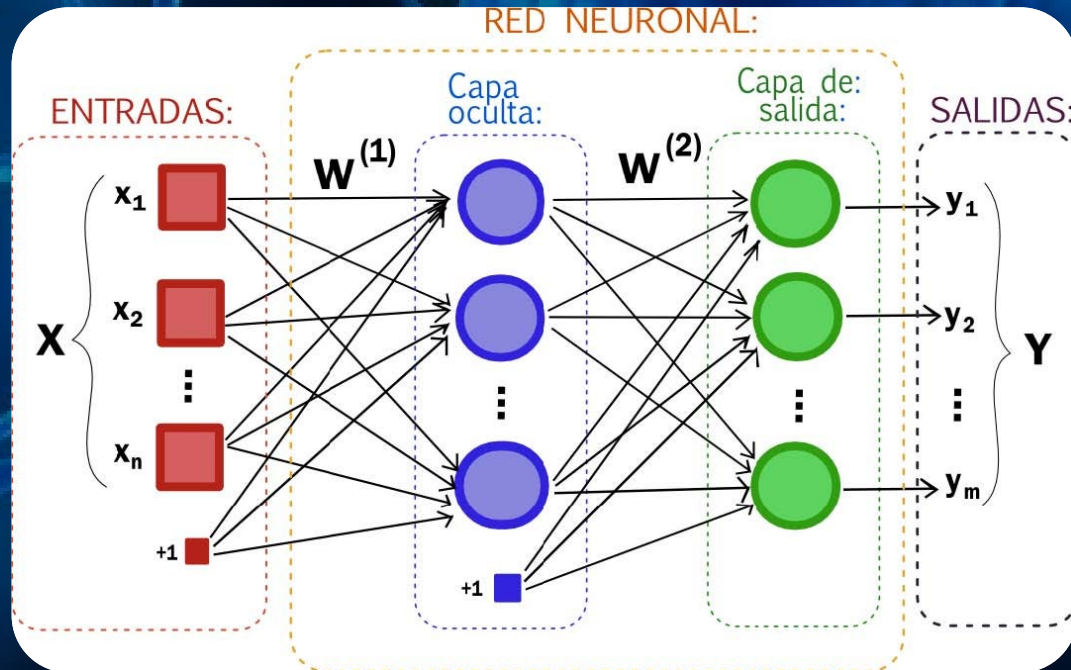 RED NEURONAL:
ENTRADAS:
Capa
oculta:
Capa de:
salida:
SALIDAS:
W(1)
W(2)
x1
x2
⋮
xn
+1
X
⋮
+1
⋮
y1
y2
⋮
ym
Y